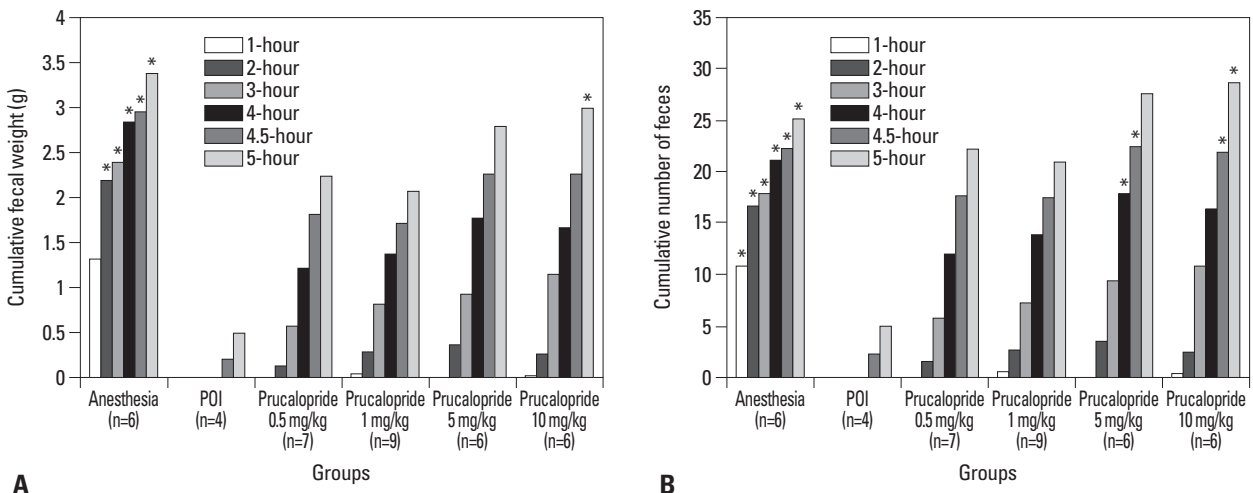 4
3.5
3
2.5
2
1.5
1
0.5
0
Cumulative fecal weight (g)
1-hour
2-hour
3-hour
4-hour
4.5-hour
5-hour
* * * * *
*
Anesthesia
(n=6)
POI
(n=4)
Prucalopride
0.5 mg/kg
(n=7)
Prucalopride
1 mg/kg
(n=9)
Prucalopride
5 mg/kg
(n=6)
Prucalopride
10 mg/kg
(n=6)
Groups
A
35
30
25
20
15
10
5
0
Cumulative number of feces
1-hour
2-hour
3-hour
4-hour
4.5-hour
5-hour
* * * * * *
* *
* *
Anesthesia
(n=6)
POI
(n=4)
Prucalopride
0.5 mg/kg
(n=7)
Prucalopride
1 mg/kg
(n=9)
Prucalopride
5 mg/kg
(n=6)
Prucalopride
10 mg/kg
(n=6)
Groups
B